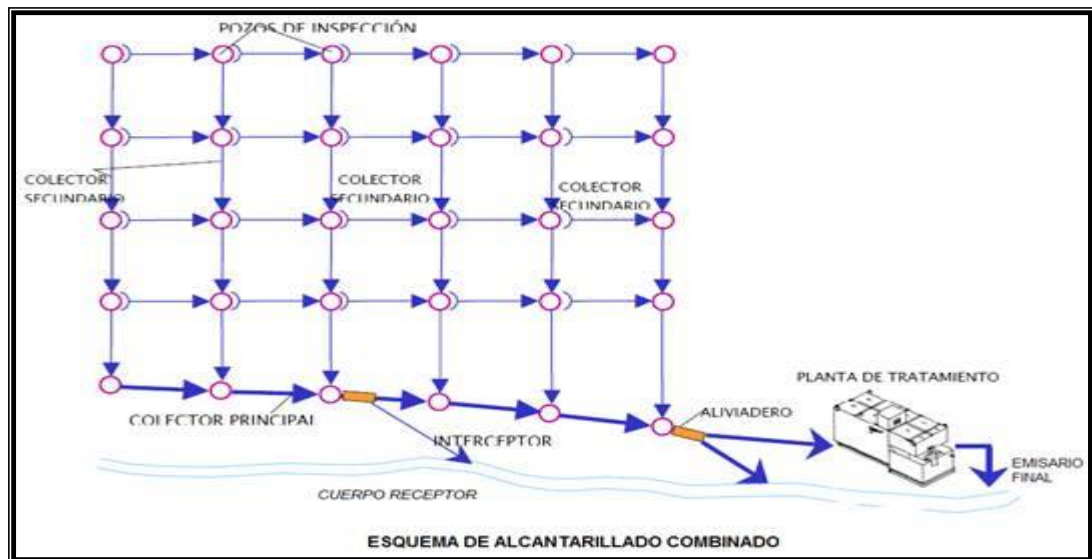 POZOS DE INSPECCIÓN
COLECTOR
SECUNDARIO
COLECTOR
SECUNDARIO
COLECTOR
SECUNDARIO
PLANTA DE TRATAMIENTO
COLECTOR PRINCIPAL
ALIVIADERO
INTERCEPTOR
EMISARIO
FINAL
CUERPO RECEPTOR
ESQUEMA DE ALCANTARILLADO COMBINADO